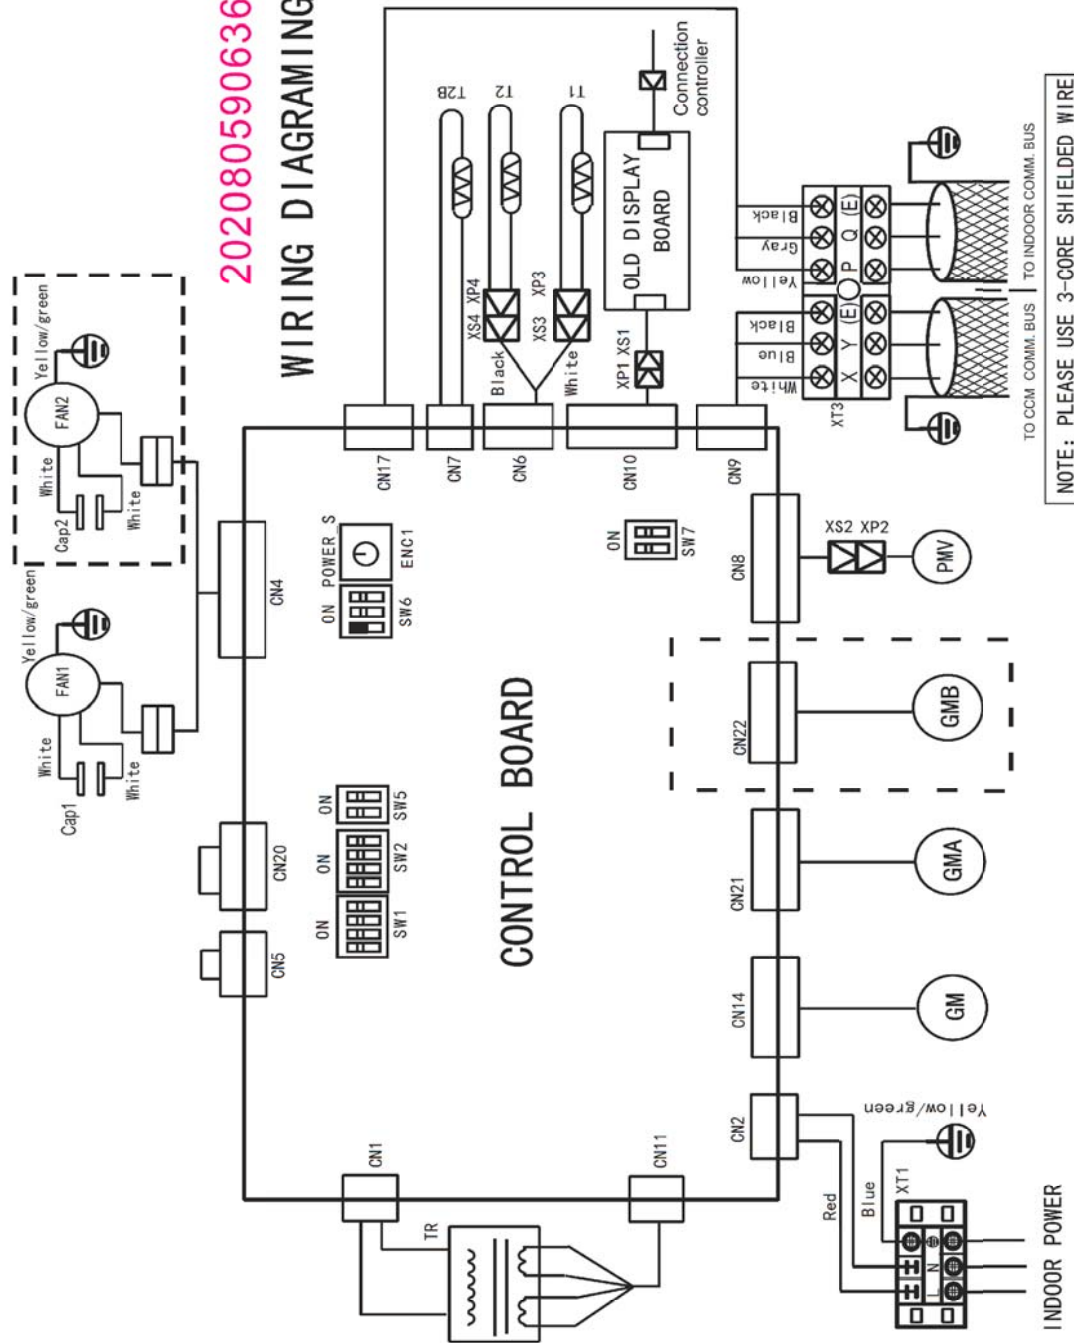 202080590636
WIRING DIAGRAMING
Yellow/green
FAN2
White
Cap2
White
Yellow/green
FAN1
White
Cap1
White
T2B
T2
T1
XS4 XP4
XS3 XP3
Black
White
OLD DISPLAY
BOARD
Connection
controller
XP1 XS1
CN17
CN7
CN6
CN10
CN9
CN4
CN20
CN5
ON
POWER_S
ENC1
SW6
ON
SW7
ON
SW5
ON
SW2
ON
SW1
CONTROL BOARD
CN1
TR
CN11
CN2
CN14
CN21
CN22
CN8
XS2 XP2
PMV
GMB
GMA
GM
White
Blue
Black
Yellow
Gray
Black
X Y (E) P Q (E)
XT3
TO CCM COMM. BUS
TO INDOOR COMM. BUS
NOTE: PLEASE USE 3-CORE SHIELDED WIRE
Red
Blue
Yellow/green
XT1
L N
INDOOR POWER